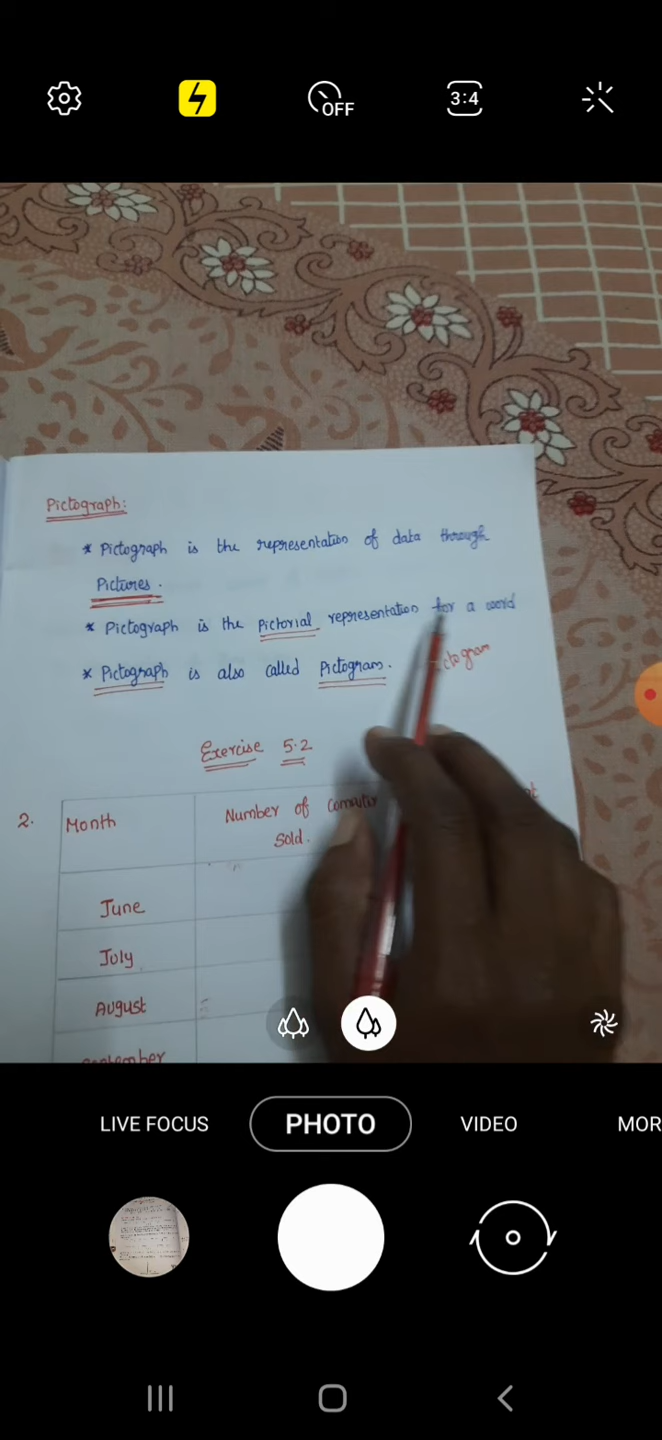 OFF
3:4
Pictograph:
* Pictograph is the representation of data through
Pictures.
* Pictograph is the Pictorial representation for a word
* Pictograph is also called Pictogram.
Exercise 5.2
2. Month Number of
Sold.
June
July
August
LIVE FOCUS PHOTO VIDEO MOR